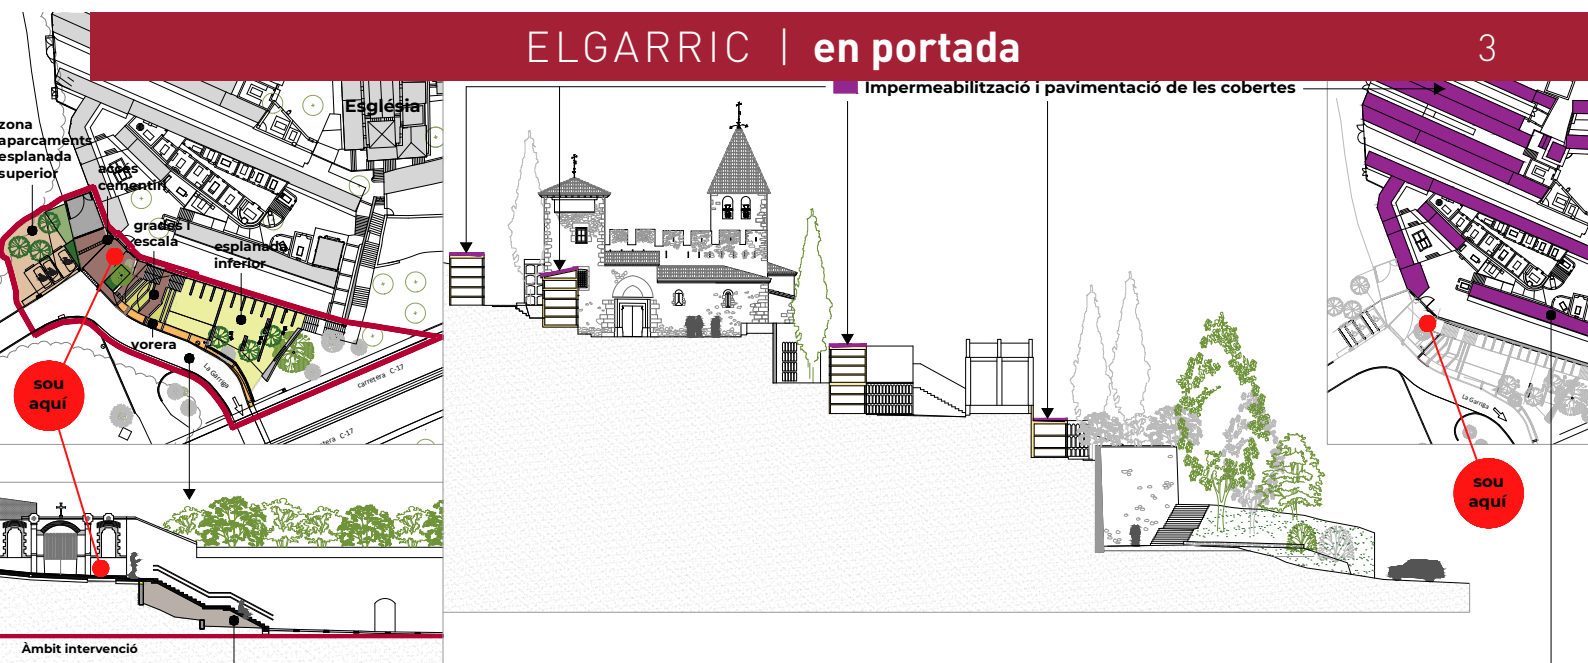 ELGARRIC | en portada
3
Impermeabilització i pavimentació de les cobertes
Església
zona
aparcaments
esplanada
superior
accés
cementiri
grades i
escala
esplanada
inferior
vorera
La Garriga
carretera C-17
C-17
sou
aquí
La Garriga
sou
aquí
Àmbit intervenció